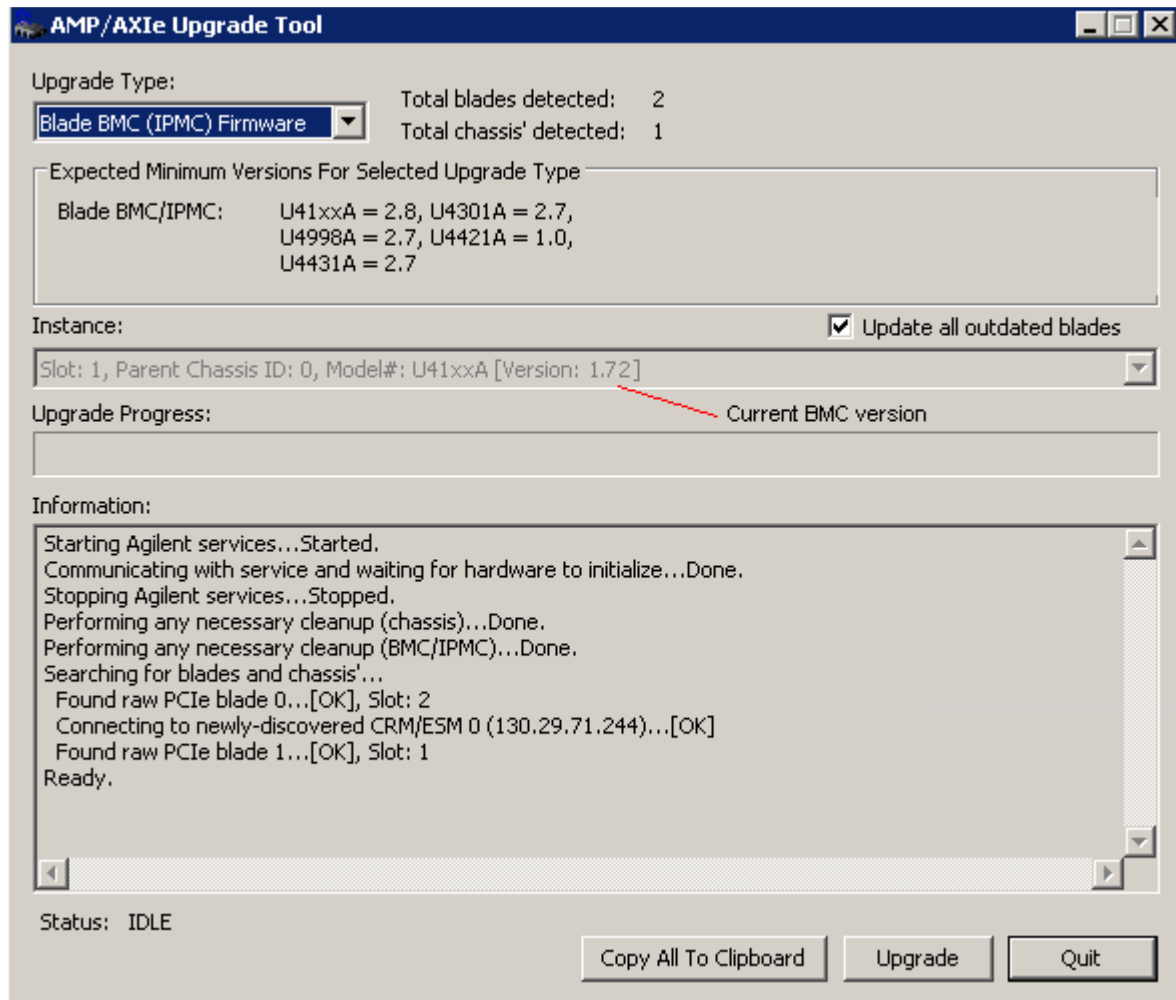 AMP/AXIe Upgrade Tool
Upgrade Type:
Blade BMC (IPMC) Firmware
Total blades detected: 2
Total chassis' detected: 1
Expected Minimum Versions For Selected Upgrade Type
Blade BMC/IPMC: U41xxA = 2.8, U4301A = 2.7,
U4998A = 2.7, U4421A = 1.0,
U4431A = 2.7
Instance:
Update all outdated blades
Slot: 1, Parent Chassis ID: 0, Model#: U41xxA [Version: 1.72]
Upgrade Progress:
Current BMC version
Information:
Starting Agilent services...Started.
Communicating with service and waiting for hardware to initialize...Done.
Stopping Agilent services...Stopped.
Performing any necessary cleanup (chassis)...Done.
Performing any necessary cleanup (BMC/IPMC)...Done.
Searching for blades and chassis'...
Found raw PCIe blade 0...[OK], Slot: 2
Connecting to newly-discovered CRM/ESM 0 (130.29.71.244)...[OK]
Found raw PCIe blade 1...[OK], Slot: 1
Ready.
Status: IDLE
Copy All To Clipboard
Upgrade
Quit